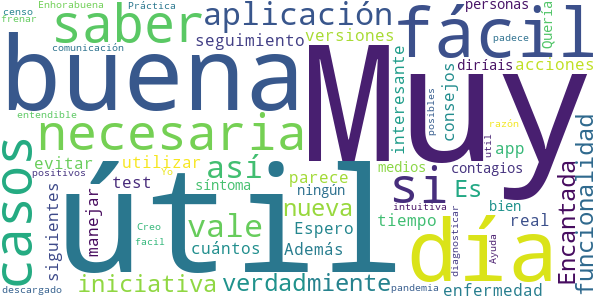 censo
Enhorabuena
Práctica
personas
frenar
saber
aplicación
fácil
Quería
comunicación
seguimiento
versiones
padece
buena
Muy
diríais
acciones
interesante
consejos
entendible
necesaria
posibles
útil
razón
funcionalidad
casos
evitar
utilizar
así
parece
medios
contagios
app
Encantada
positivos
Yo
test
síntoma
ningún
si
Es
intuitiva
bien
siguientes
manejar
vale
nueva
tiempo
día
real
Creo
facil
cuántos
Espero
Además
diagnosticar
Ayuda
util
descargado
iniciativa
verdadmiente
pandemia
enfermedad